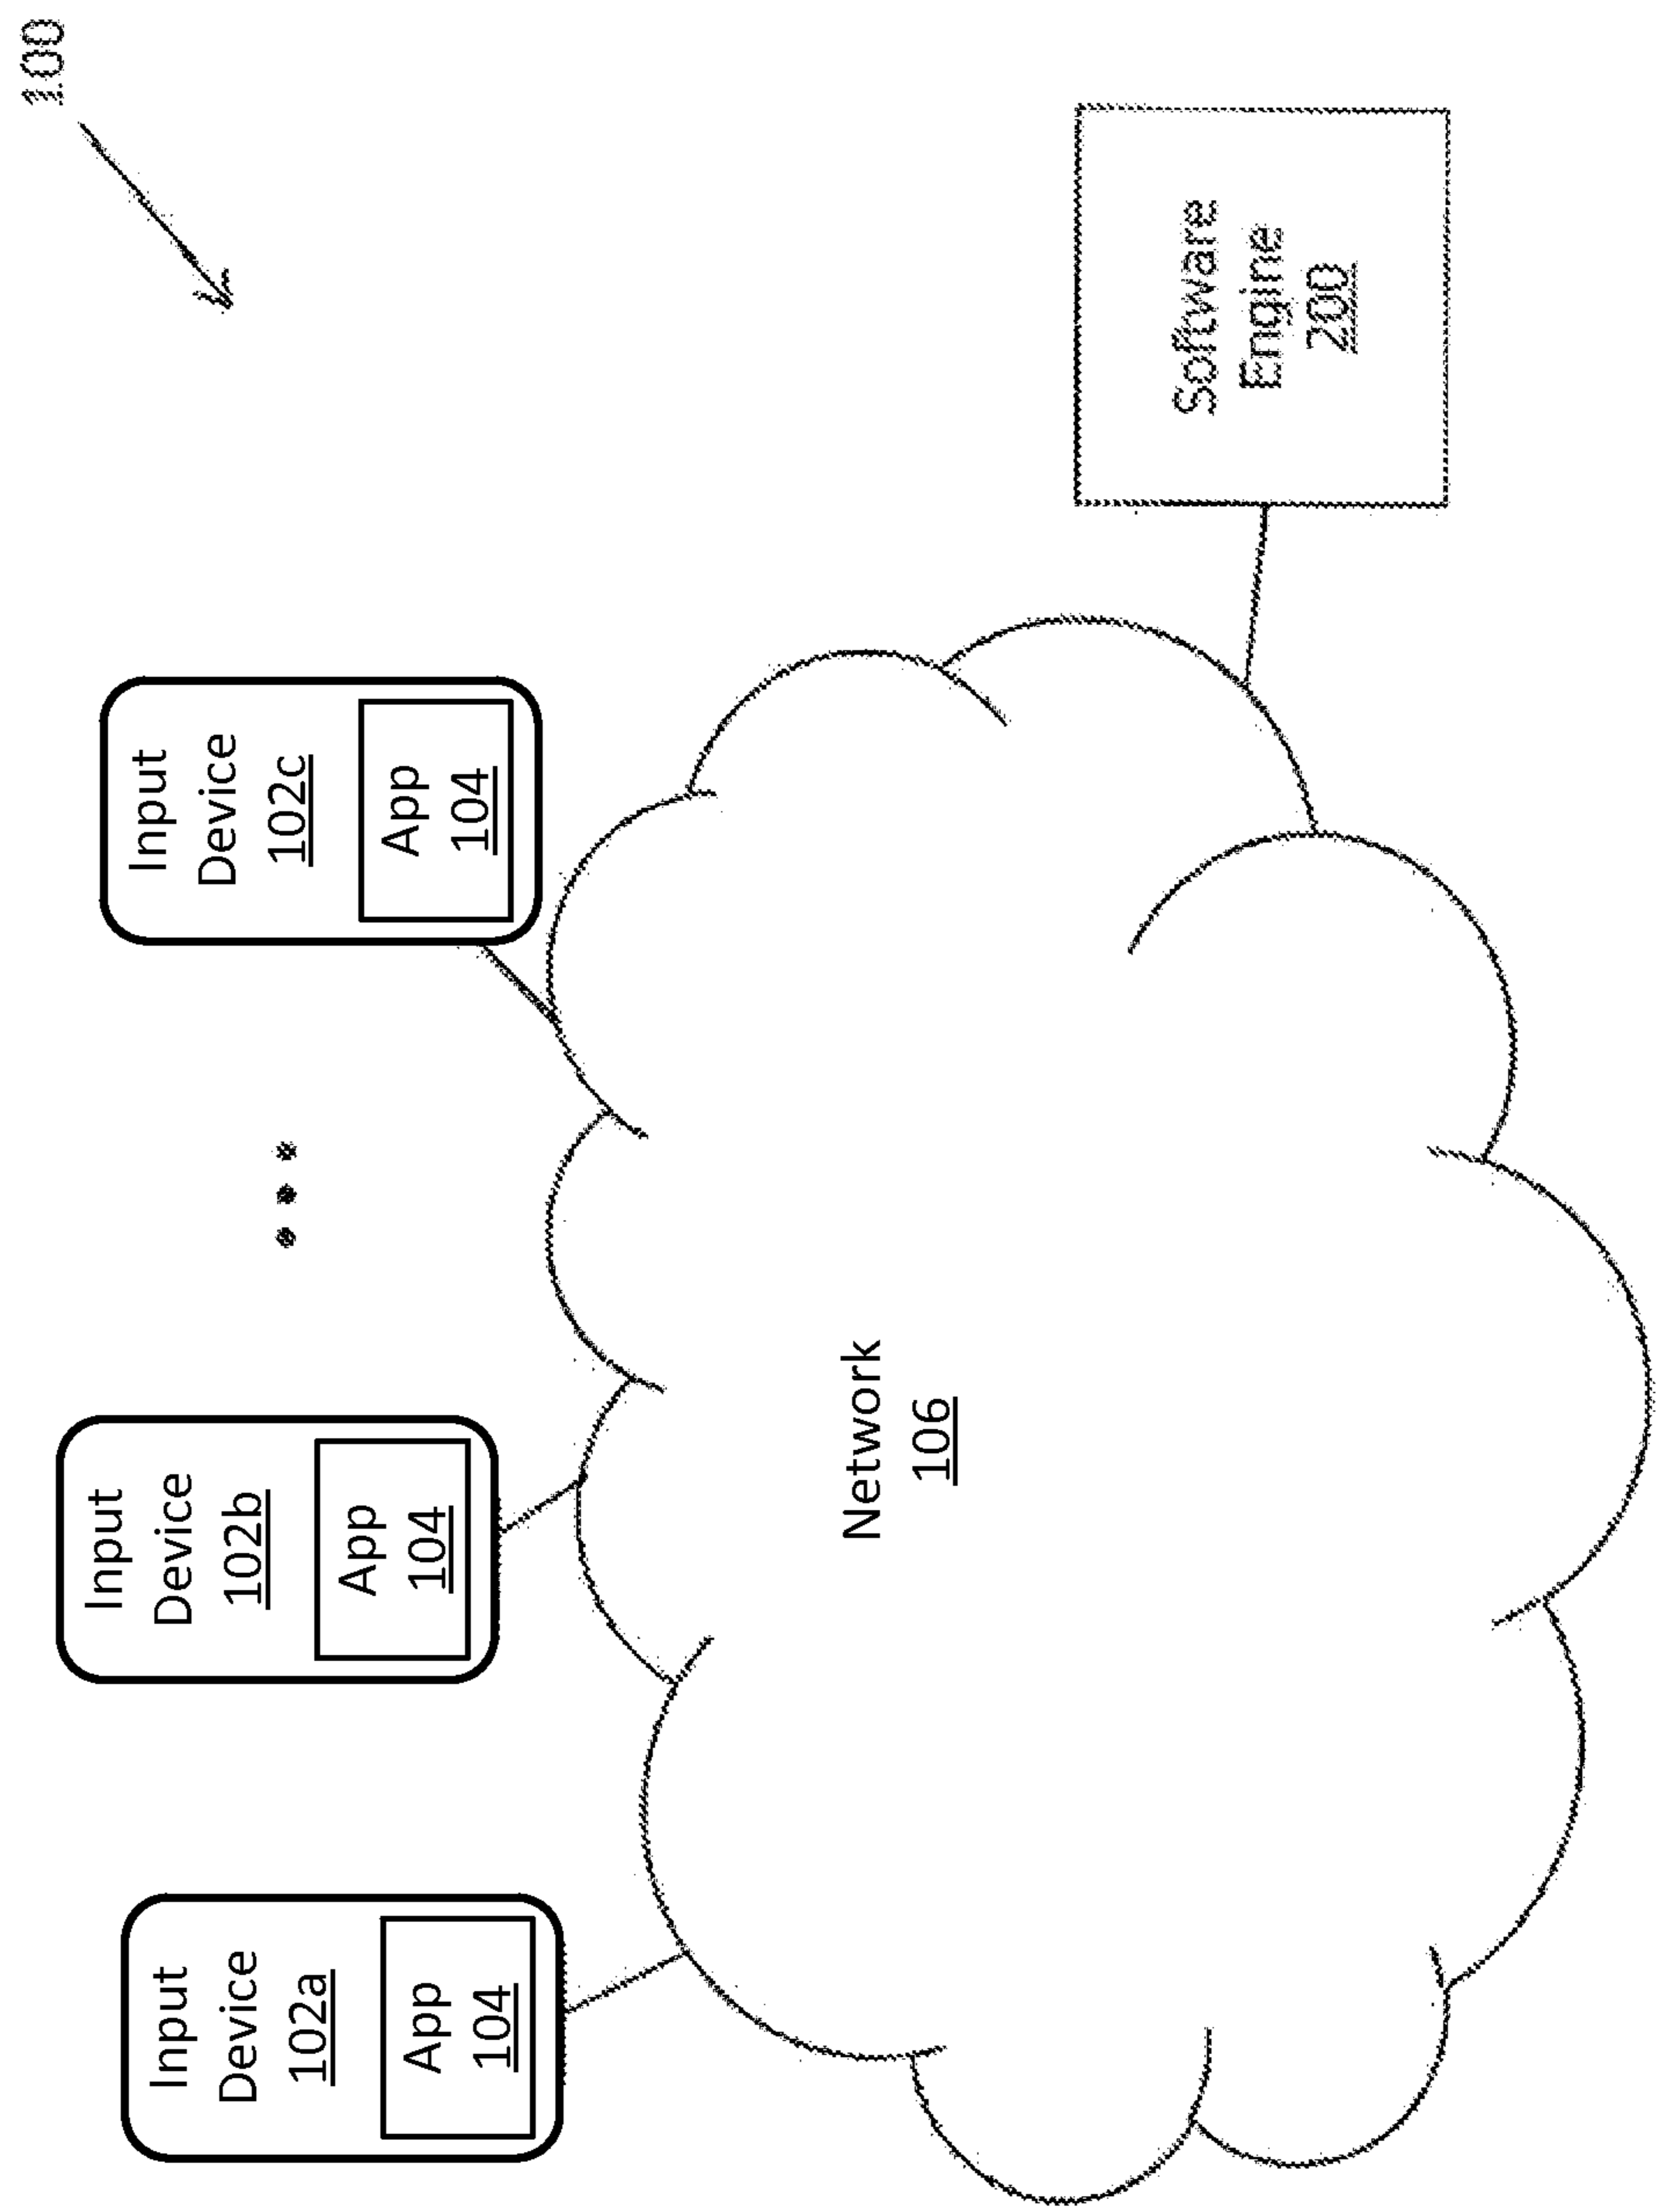 100
Input
Device
102a
App
104
Input
Device
102b
App
104
Input
Device
102c
App
104
Network
106
Software
Engine
200